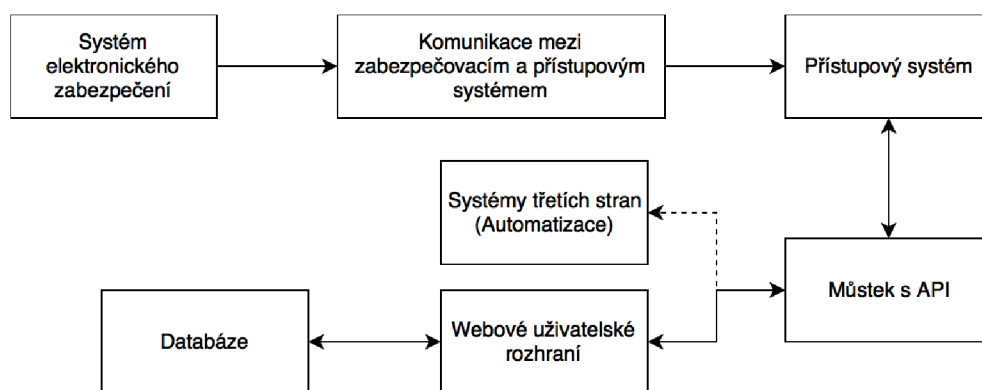 Systém
elektronického
zabezpečení
Komunikace mezi
zabezpečovacím a přístupovým
systémem
Přístupový systém
Systémy třetích stran
(Automatizace)
Můstek s API
Databáze
Webové uživatelské
rozhraní